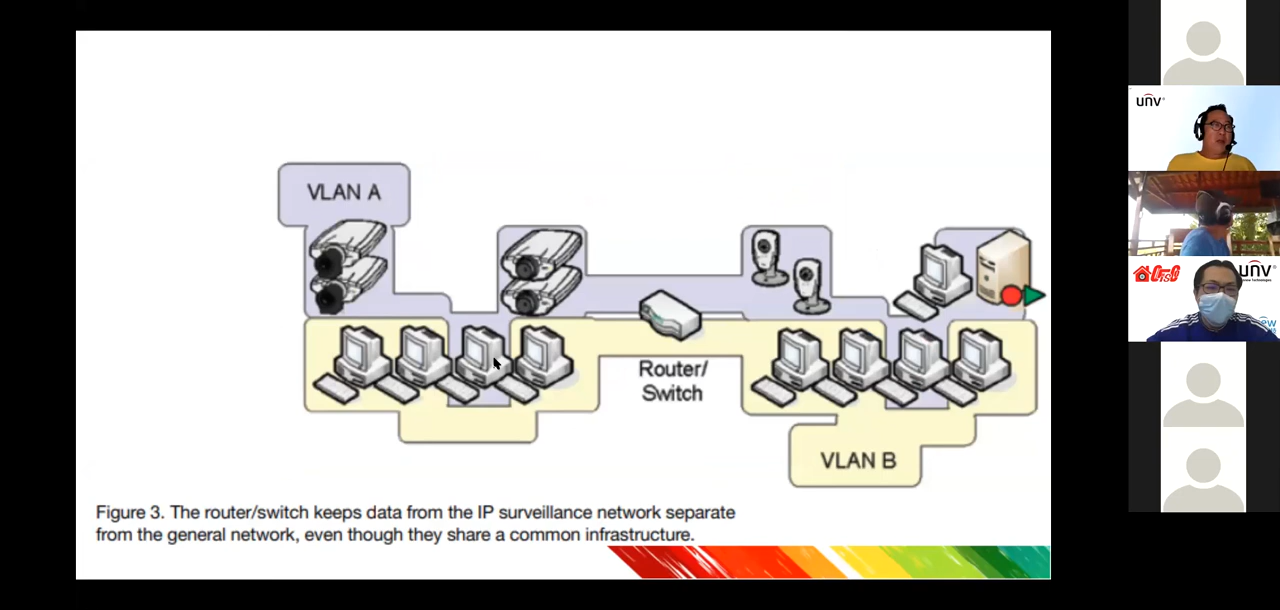 VLAN A
Router/
Switch
VLAN B
Figure 3. The router/switch keeps data from the IP surveillance network separate
from the general network, even though they share a common infrastructure.
unv
unv